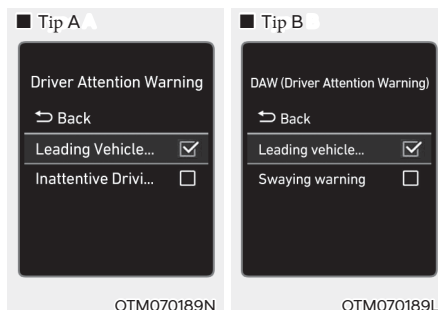 ■ Tip A
Driver Attention Warning
Back
Leading Vehicle...
Inattentive Drivi...
OTM070189N
■ Tip B
DAW (Driver Attention Warning)
Back
Leading vehicle...
Swaying warning
OTM070189L